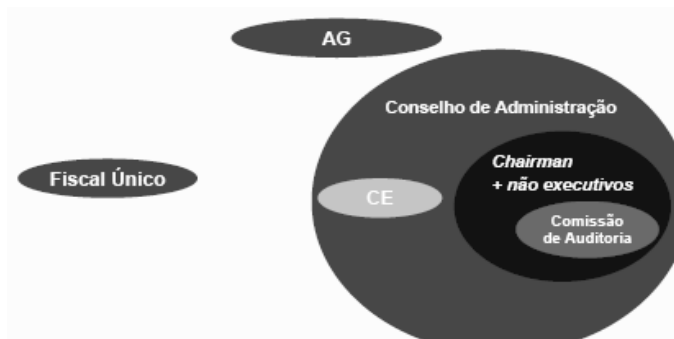 AG
Conselho de Administração
Chairman
+ não executivos
Fiscal Único
CE
Comissão
de Auditoria